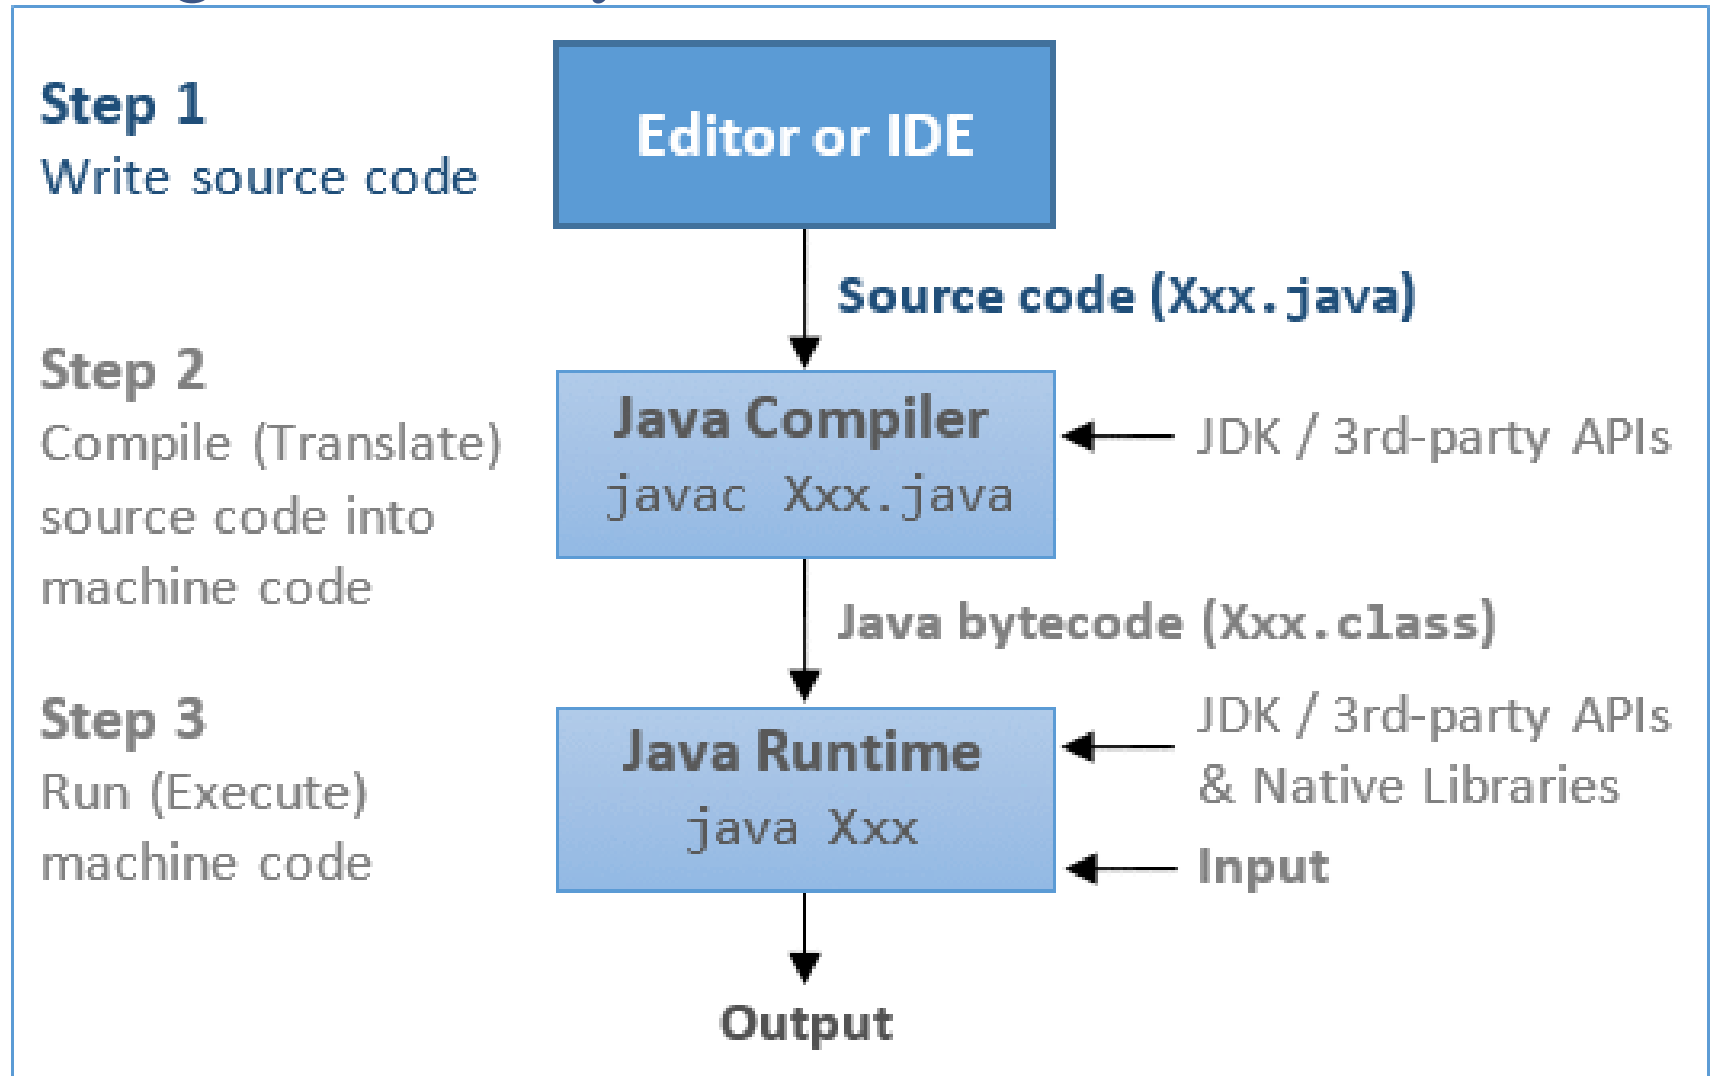 Step 1
Write source code
Editor or IDE
Source code (Xxx.java)
Step 2
Compile (Translate)
source code into
machine code
Java Compiler
javac Xxx.java
JDK / 3rd-party APIs
Java bytecode (Xxx.class)
Step 3
Run (Execute)
machine code
Java Runtime
java Xxx
JDK / 3rd-party APIs
& Native Libraries
Input
Output